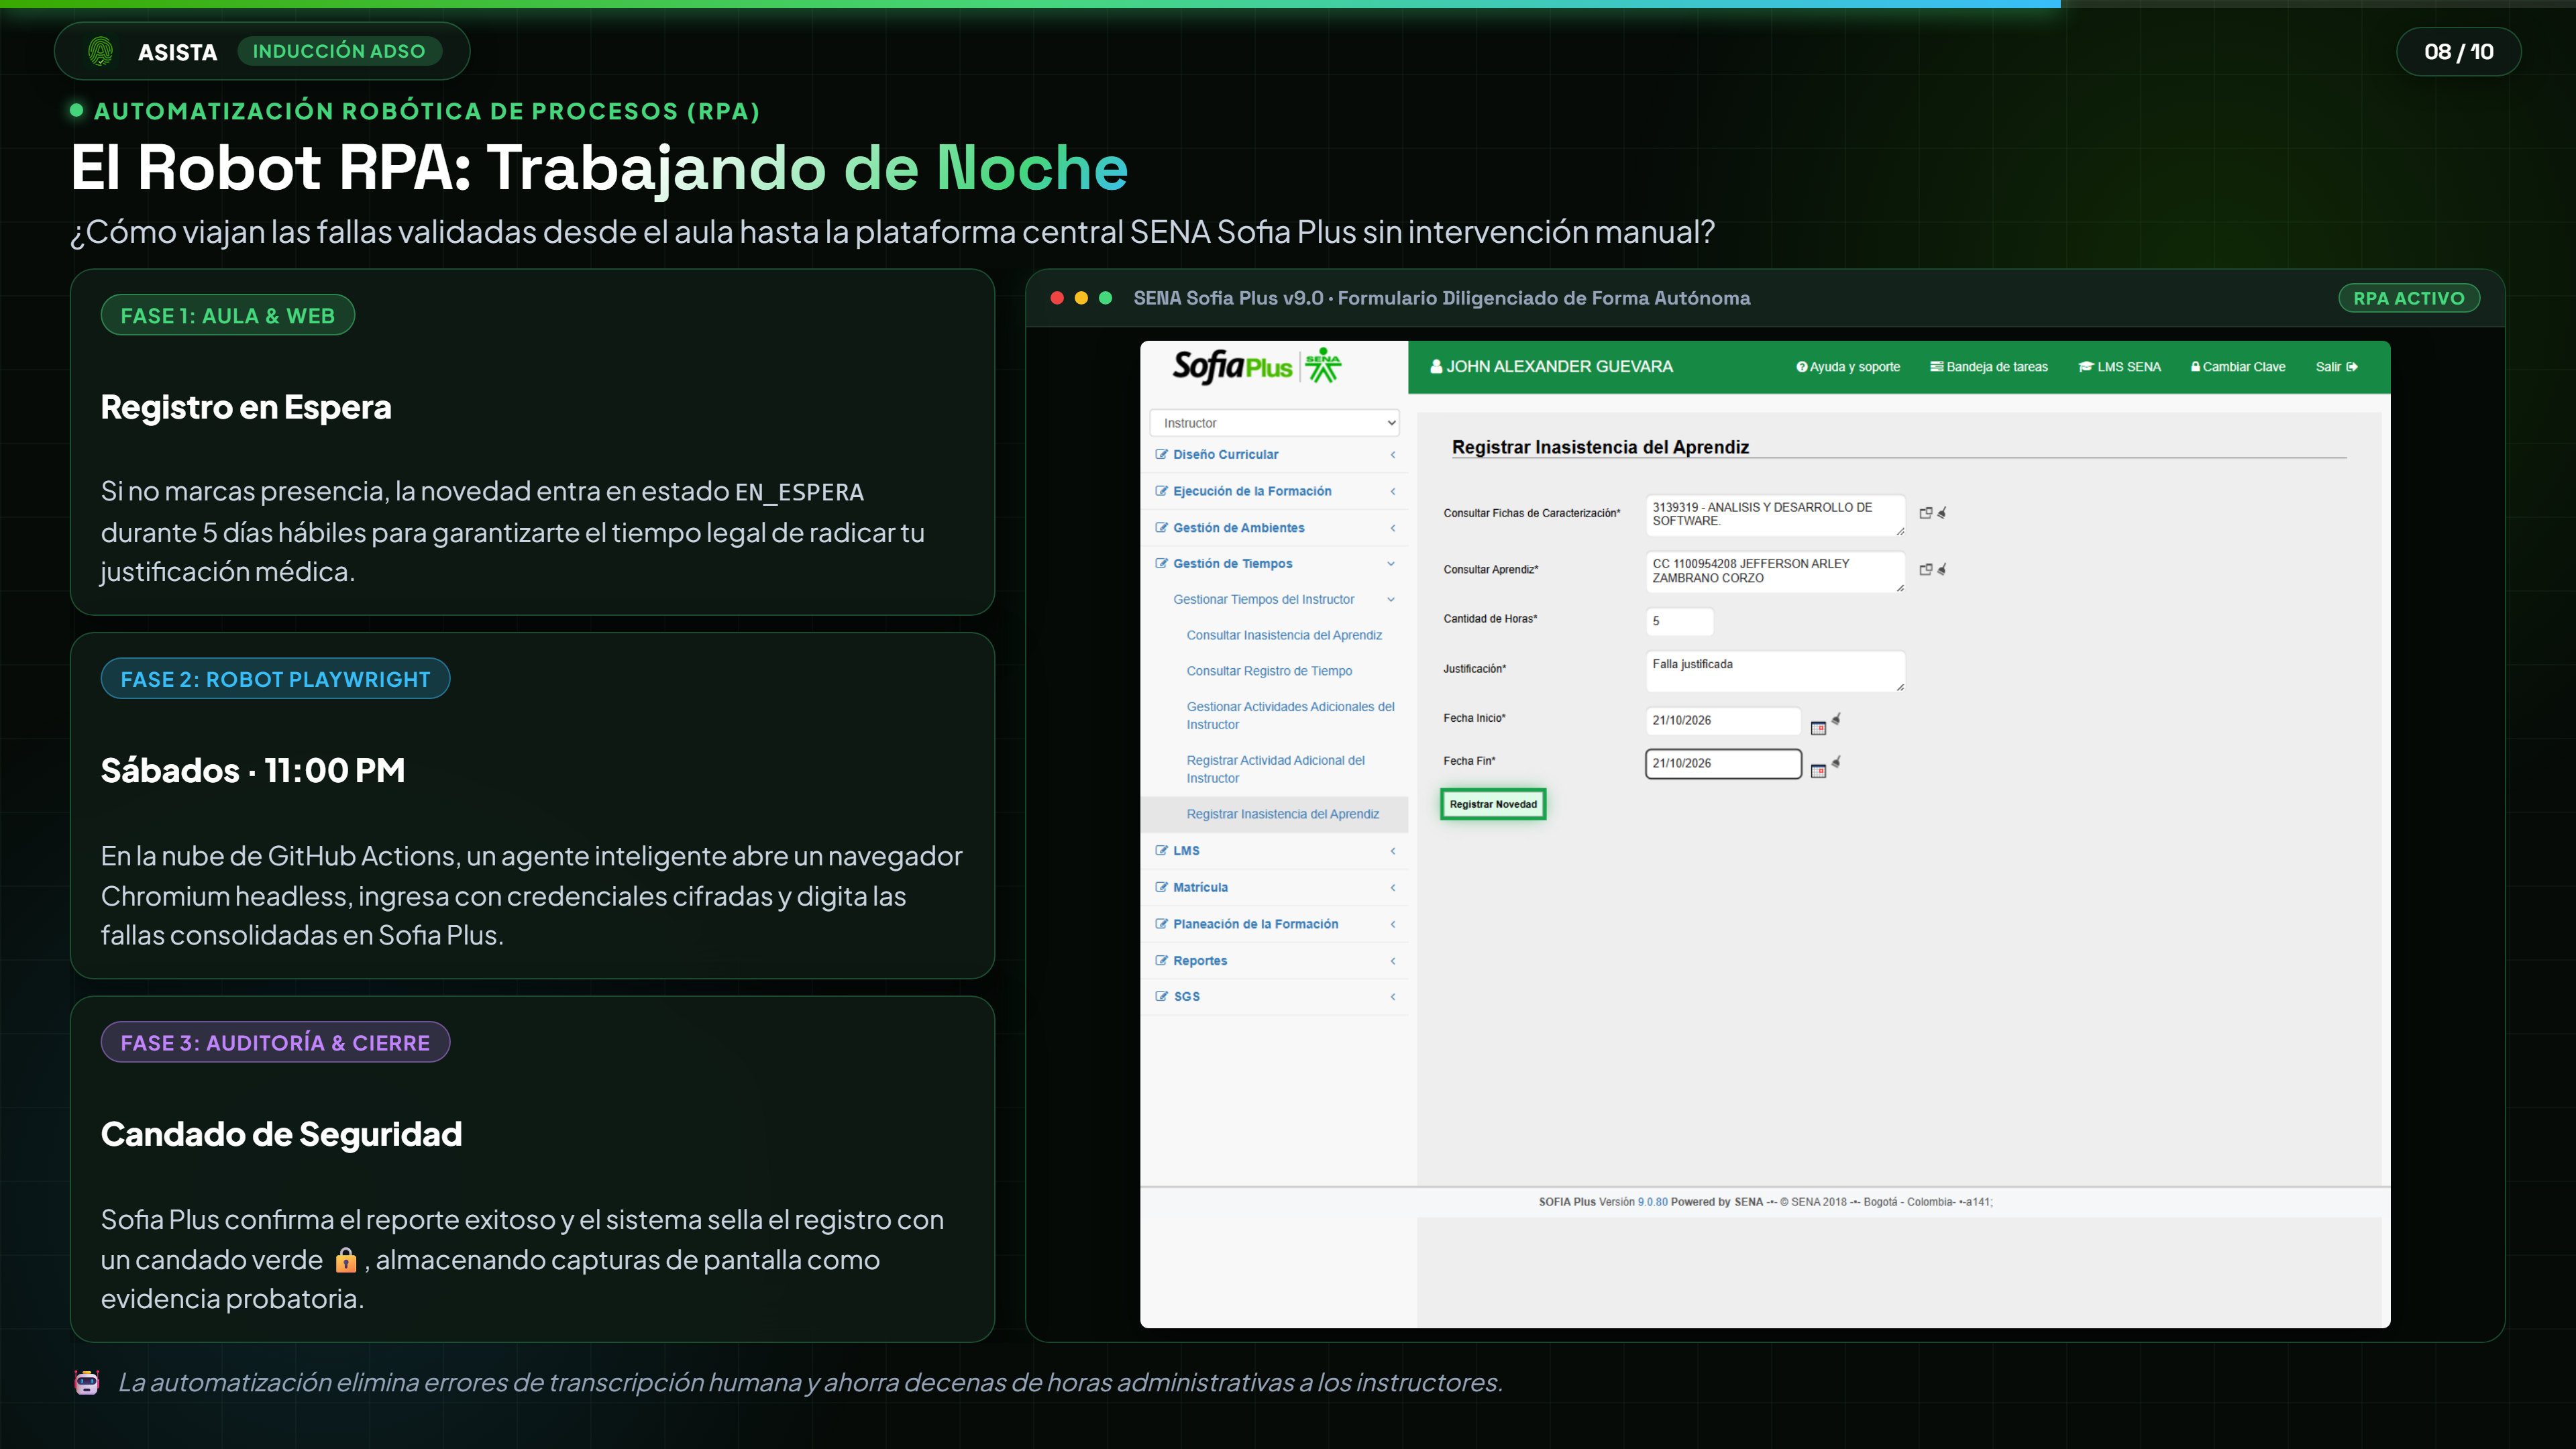 ASISTA INDUCCIÓN ADSO
08 / 10
AUTOMATIZACIÓN ROBÓTICA DE PROCESOS (RPA)
El Robot RPA: Trabajando de Noche
¿Cómo viajan las fallas validadas desde el aula hasta la plataforma central SENA Sofia Plus sin intervención manual?
FASE 1: AULA & WEB
Registro en Espera
Si no marcas presencia, la novedad entra en estado EN_ESPERA
durante 5 días hábiles para garantizarte el tiempo legal de radicar tu
justificación médica.
FASE 2: ROBOT PLAYWRIGHT
Sábados · 11:00 PM
En la nube de GitHub Actions, un agente inteligente abre un navegador
Chromium headless, ingresa con credenciales cifradas y digita las
fallas consolidadas en Sofia Plus.
FASE 3: AUDITORÍA & CIERRE
Candado de Seguridad
Sofia Plus confirma el reporte exitoso y el sistema sella el registro con
un candado verde 🔒, almacenando capturas de pantalla como
evidencia probatoria.
SENA Sofia Plus v9.0 · Formulario Diligenciado de Forma Autónoma
RPA ACTIVO
Sofia Plus SENA
JOHN ALEXANDER GUEVARA
Ayuda y soporte
Bandeja de tareas
LMS SENA
Cambiar Clave
Salir
Instructor
Diseño Curricular
Ejecución de la Formación
Gestión de Ambientes
Gestión de Tiempos
Gestionar Tiempos del Instructor
Consultar Inasistencia del Aprendiz
Consultar Registro de Tiempo
Gestionar Actividades Adicionales del
Instructor
Registrar Actividad Adicional del
Instructor
Registrar Inasistencia del Aprendiz
LMS
Matrícula
Planeación de la Formación
Reportes
SGS
Registrar Inasistencia del Aprendiz
Consultar Fichas de Caracterización*
3139319 - ANALISIS Y DESARROLLO DE
SOFTWARE.
Consultar Aprendiz*
CC 1100954208 JEFFERSON ARLEY
ZAMBRANO CORZO
Cantidad de Horas*
5
Justificación*
Falla justificada
Fecha Inicio*
21/10/2026
Fecha Fin*
21/10/2026
Registrar Novedad
SOFIA Plus Versión 9.0.80 Powered by SENA -•- © SENA 2018 -•- Bogotá - Colombia- •-a141;
🤖 La automatización elimina errores de transcripción humana y ahorra decenas de horas administrativas a los instructores.